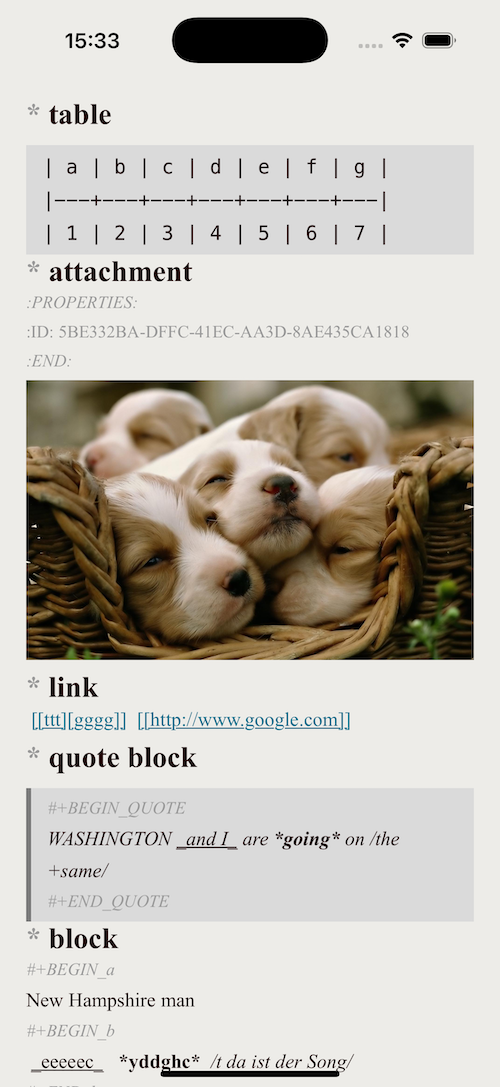 15:33
* table
| a | b | c | d | e | f | g |
|---+---+---+---+---+---+---|
| 1 | 2 | 3 | 4 | 5 | 6 | 7 |
* attachment
:PROPERTIES:
:ID: 5BE332BA-DFFC-41EC-AA3D-8AE435CA1818
:END:
* link
[[ttt][gggg]] [[http://www.google.com]]
* quote block
#+BEGIN_QUOTE
WASHINGTON _and I_ are *going* on /the
+same/
#+END_QUOTE
* block
#+BEGIN_a
New Hampshire man
#+BEGIN_b
_eeeeec_ *yddghc* /t da ist der Song/